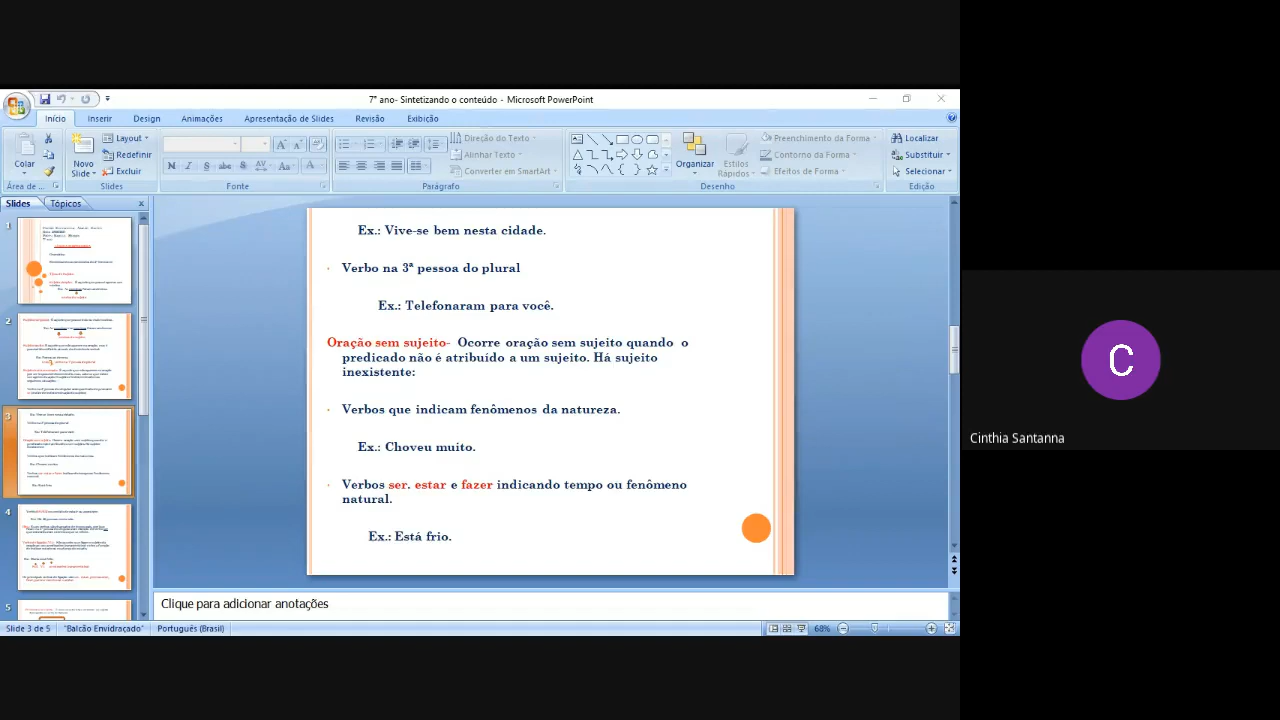 7º ano- Sintetizando o conteúdo - Microsoft PowerPoint
Início Inserir Design Animações Apresentação de Slides Revisão Exibição
Colar
Novo Slide
Layout
Redefinir
Excluir
Direção do Texto
Alinhar Texto
Converter em SmartArt
Organizar
Estilos Rápidos
Preenchimento da Forma
Contorno da Forma
Efeitos de Forma
Localizar
Substituir
Selecionar
Área de ... Slides Fonte Parágrafo Desenho Edição
Slides Tópicos
1
2
3
4
5
Ex.: Vive-se bem nesta cidade.
Verbo na 3ª pessoa do plural
Ex.: Telefonaram para você.
Oração sem sujeito- Ocorre oração sem sujeito quando o
predicado não é atribuído a um sujeito. Há sujeito
inexistente:
Verbos que indicam fenômenos da natureza.
Ex.: Choveu muito.
Verbos ser. estar e fazer indicando tempo ou fenômeno
natural.
Ex.: Está frio.
Clique para adicionar anotações
Slide 3 de 5 "Balcão Envidraçado" Português (Brasil) 68%
C
Cinthia Santanna